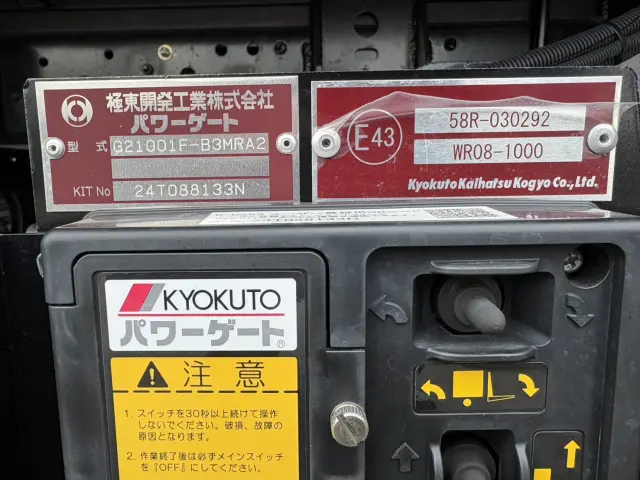 極東開発工業株式会社
パワーゲート
型 式 G21001F-B3MRA2
KIT No 24T088133N
E43
58R-030292
WR08-1000
Kyokuto Kaihatsu Kogyo Co., Ltd.
KYOKUTO
パワーゲート®
注 意
1. スイッチを30秒以上続けて操作
しないでください。破損、故障の
原因となります。
2. 作業終了後は必ずメインスイッチ
を『OFF』にしてください。